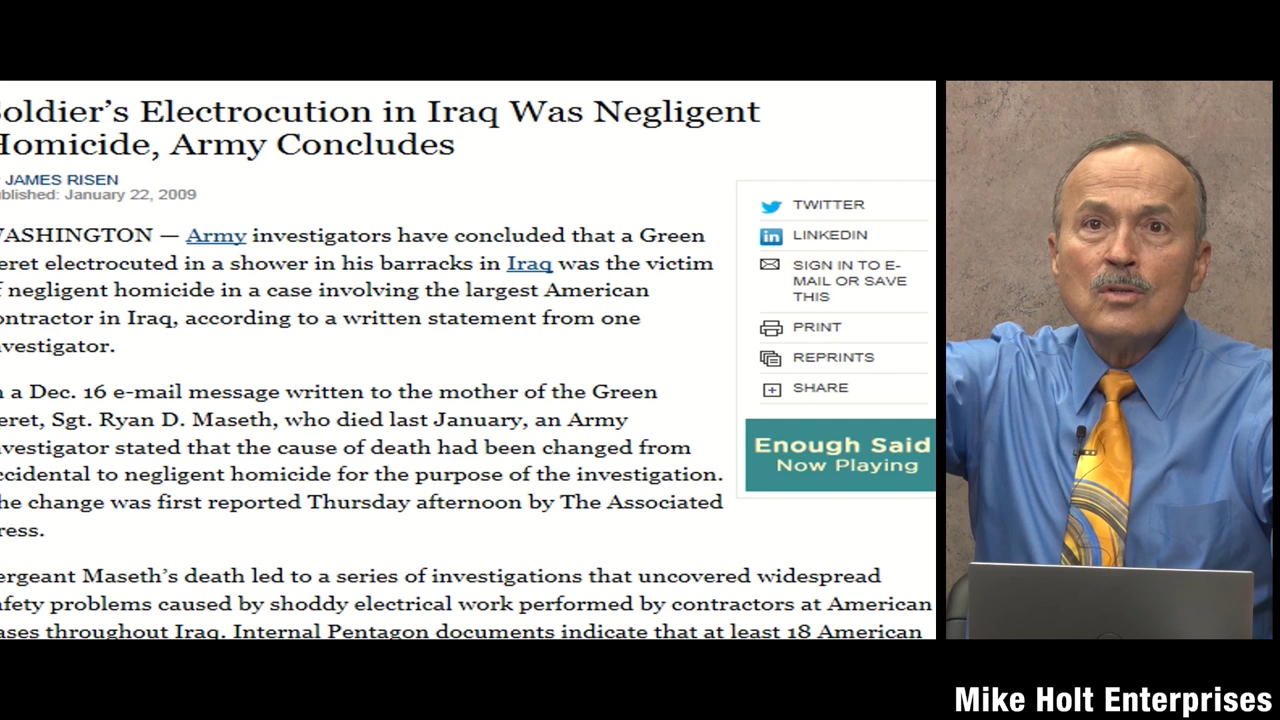 oldier's Electrocution in Iraq Was Negligent
Homicide, Army Concludes
JAMES RISEN
blished: January 22, 2009
WASHINGTON — Army investigators have concluded that a Green
eret electrocuted in a shower in his barracks in Iraq was the victim
f negligent homicide in a case involving the largest American
ontractor in Iraq, according to a written statement from one
nvestigator.
n a Dec. 16 e-mail message written to the mother of the Green
eret, Sgt. Ryan D. Maseth, who died last January, an Army
nvestigator stated that the cause of death had been changed from
ccidental to negligent homicide for the purpose of the investigation.
he change was first reported Thursday afternoon by The Associated
ress.
ergeant Maseth's death led to a series of investigations that uncovered widespread
afety problems caused by shoddy electrical work performed by contractors at American
ases throughout Iraq. Internal Pentagon documents indicate that at least 18 American
TWITTER
LINKEDIN
SIGN IN TO E-
MAIL OR SAVE
THIS
PRINT
REPRINTS
SHARE
Enough Said
Now Playing
Mike Holt Enterprises